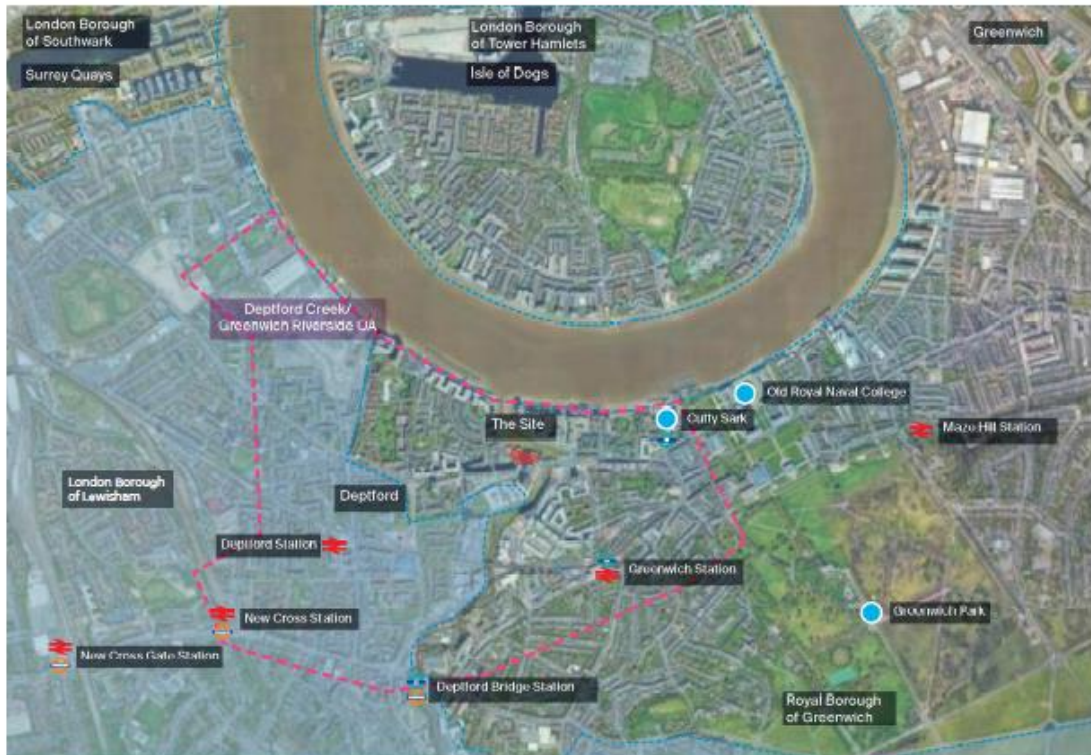 London Borough
of Southwark
Surrey Quays
London Borough
of Tower Hamlets
Isle of Dogs
Greenwich
Deptford Creek/
Greenwich Riverside OA
Old Royal Naval College
Cutty Sark
The Site
Maze Hill Station
London Borough
of Lewisham
Deptford
Deptford Station
Greenwich Station
New Cross Station
Greenwich Park
New Cross Gate Station
Deptford Bridge Station
Royal Borough
of Greenwich